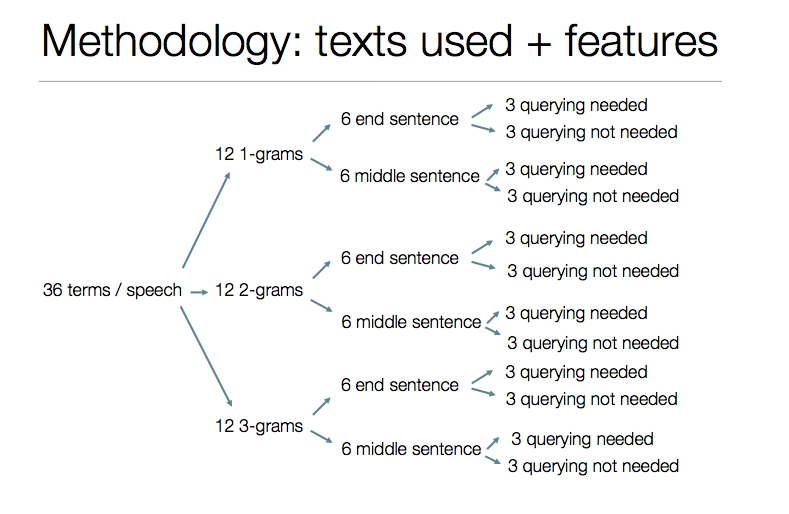 Methodology: texts used + features
36 terms / speech
12 1-grams
6 end sentence
3 querying needed
3 querying not needed
6 middle sentence
3 querying needed
3 querying not needed
12 2-grams
6 end sentence
3 querying needed
3 querying not needed
6 middle sentence
3 querying needed
3 querying not needed
12 3-grams
6 end sentence
3 querying needed
3 querying not needed
6 middle sentence
3 querying needed
3 querying not needed